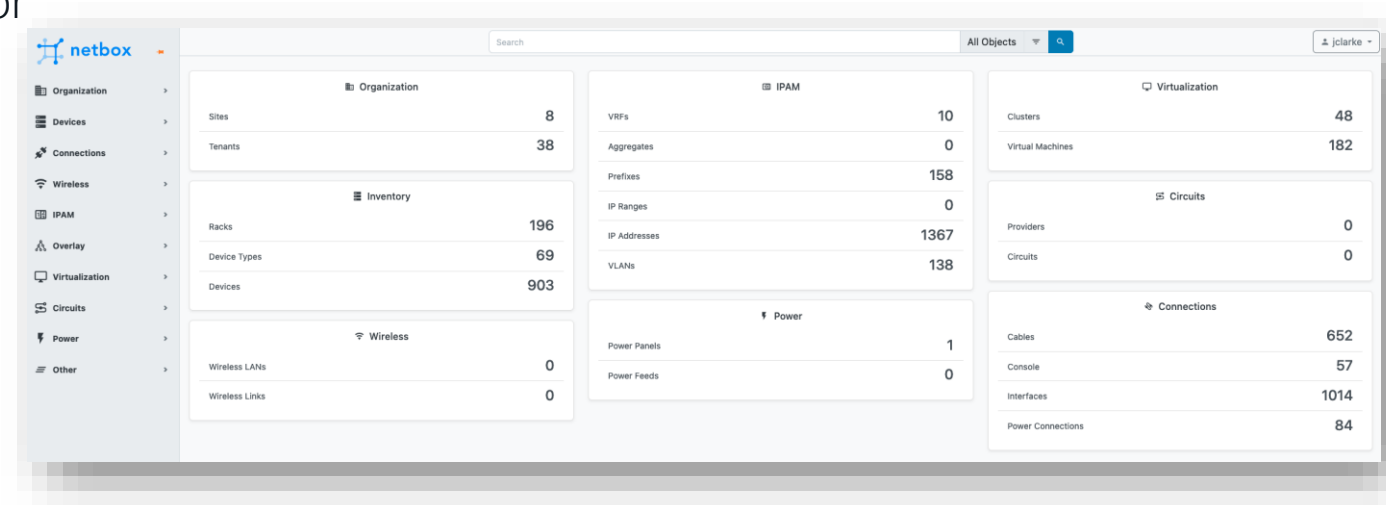 or
netbox
Search
All Objects
jclarke
Organization
Devices
Connections
Wireless
IPAM
Overlay
Virtualization
Circuits
Power
Other
Organization
Sites 8
Tenants 38
Inventory
Racks 196
Device Types 69
Devices 903
Wireless
Wireless LANs 0
Wireless Links 0
IPAM
VRFs 10
Aggregates 0
Prefixes 158
IP Ranges 0
IP Addresses 1367
VLANs 138
Power
Power Panels 1
Power Feeds 0
Virtualization
Clusters 48
Virtual Machines 182
Circuits
Providers 0
Circuits 0
Connections
Cables 652
Console 57
Interfaces 1014
Power Connections 84